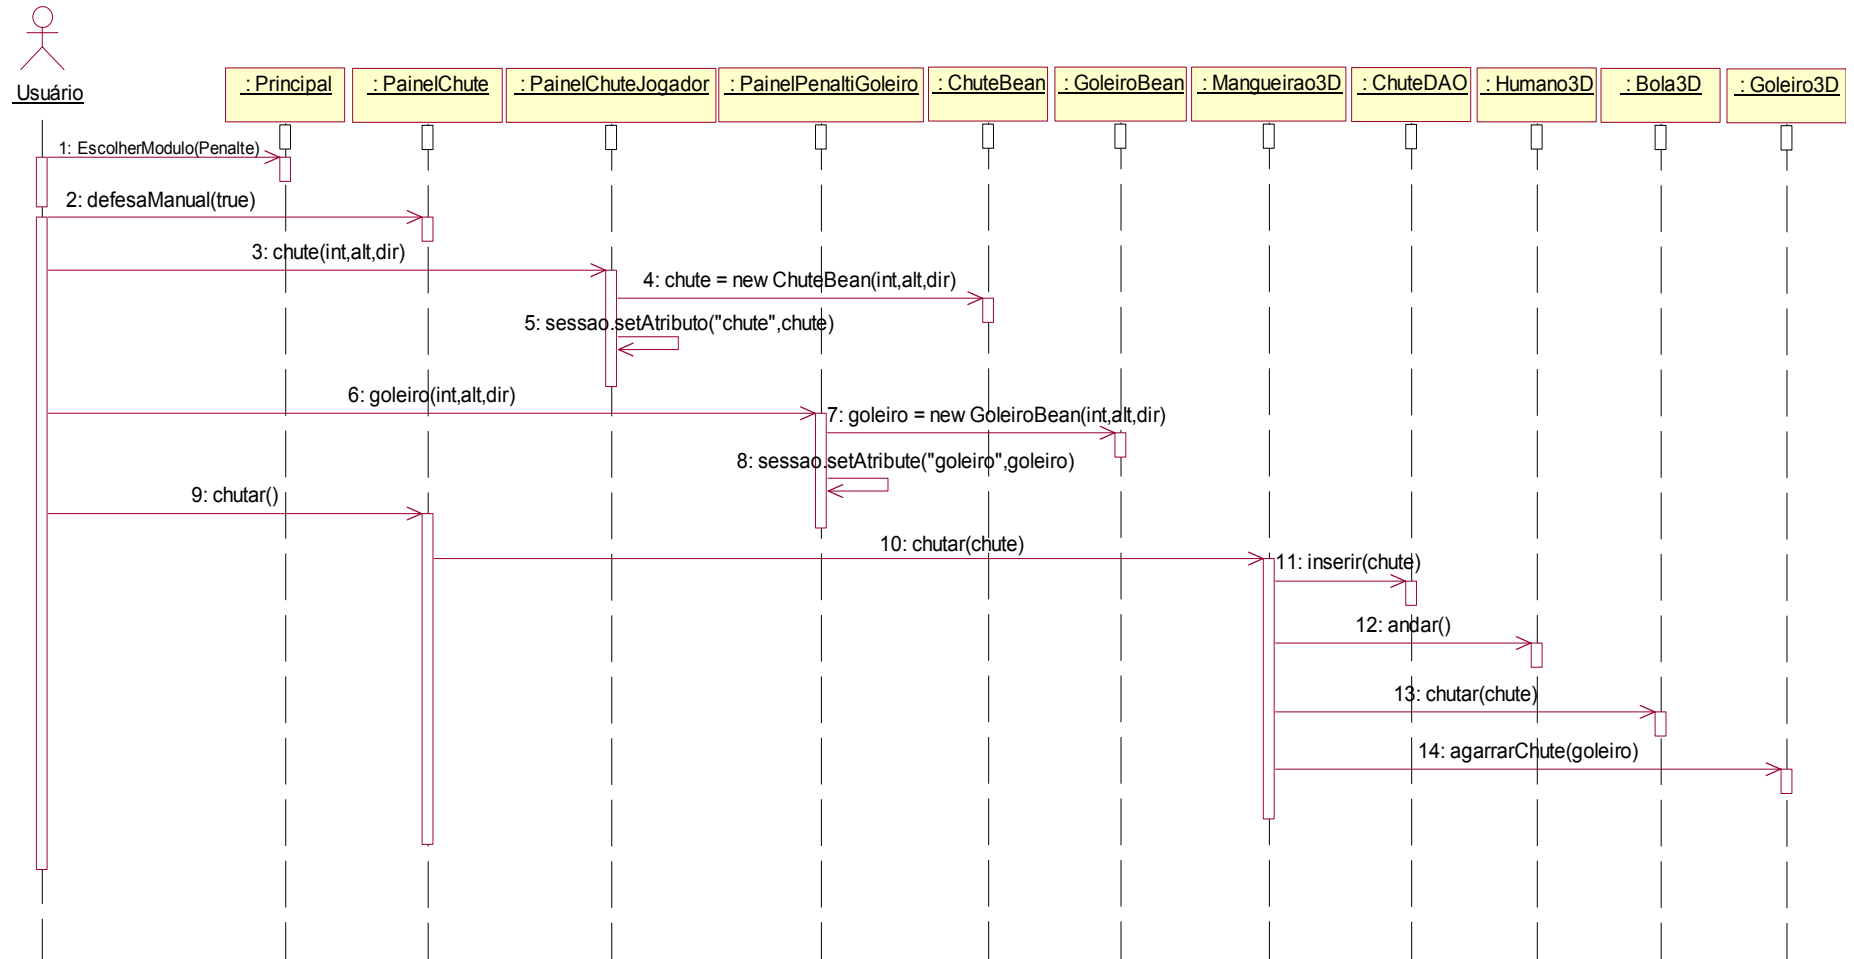 Usuário
: Principal
: PainelChute
: PainelChuteJogador
: PainelPenaltiGoleiro
: ChuteBean
: GoleiroBean
: Mangueirao3D
: ChuteDAO
: Humano3D
: Bola3D
: Goleiro3D
1: EscolherModulo(Penalte)
2: defesaManual(true)
3: chute(int,alt,dir)
4: chute = new ChuteBean(int,alt,dir)
5: sessao.setAtributo("chute",chute)
6: goleiro(int,alt,dir)
7: goleiro = new GoleiroBean(int,alt,dir)
8: sessao.setAtribute("goleiro",goleiro)
9: chutar()
10: chutar(chute)
11: inserir(chute)
12: andar()
13: chutar(chute)
14: agarrarChute(goleiro)